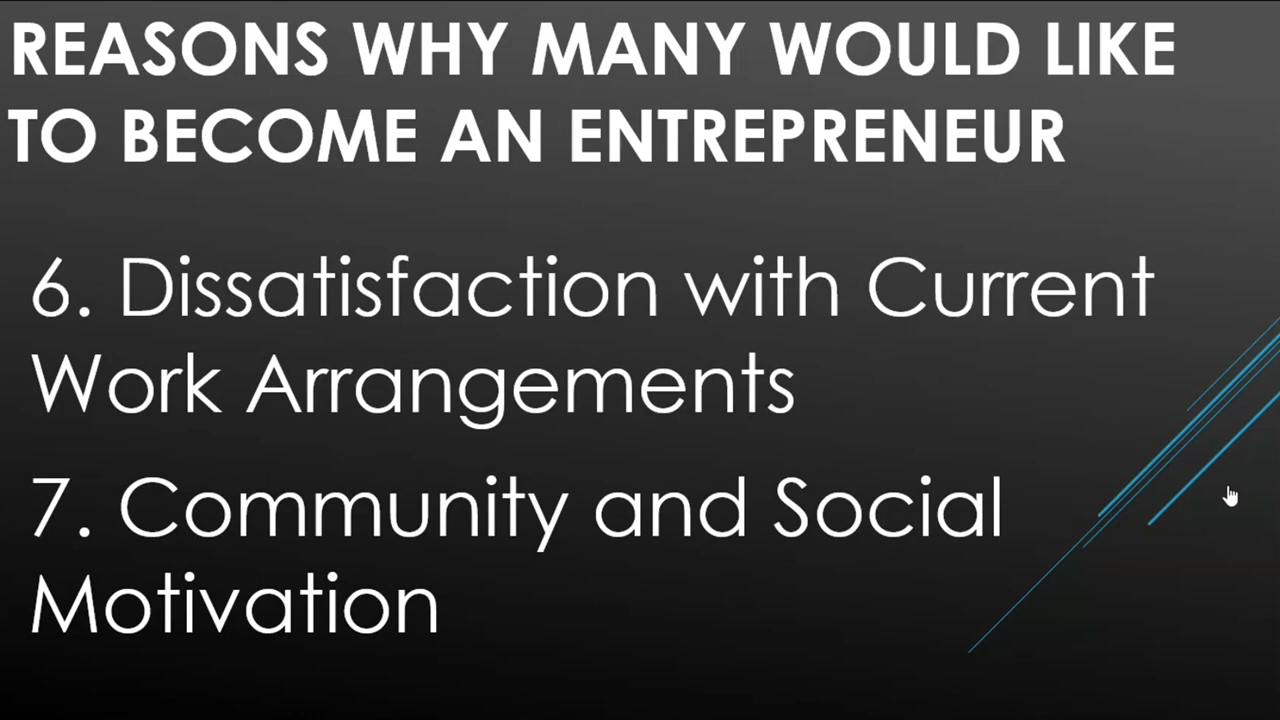 REASONS WHY MANY WOULD LIKE
TO BECOME AN ENTREPRENEUR
6. Dissatisfaction with Current
Work Arrangements
7. Community and Social
Motivation